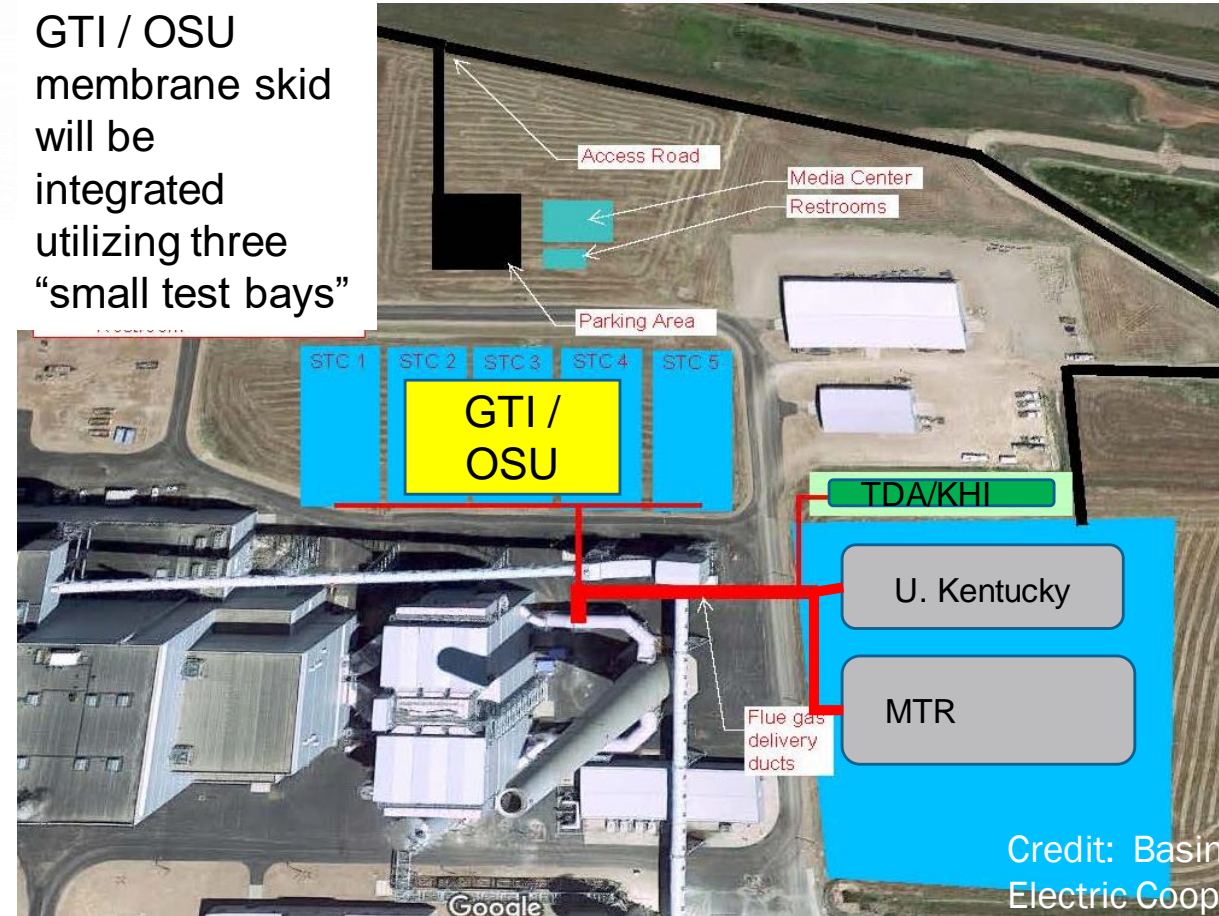 GTI / OSU
membrane skid
will be
integrated
utilizing three
“small test bays”
Access Road
Media Center
Restrooms
Parking Area
STC 1 STC 2 STC 3 STC 4 STC 5
GTI /
OSU
TDA/KHI
U. Kentucky
MTR
Flue gas
delivery
ducts
Credit: Basin
Electric Coop
Google